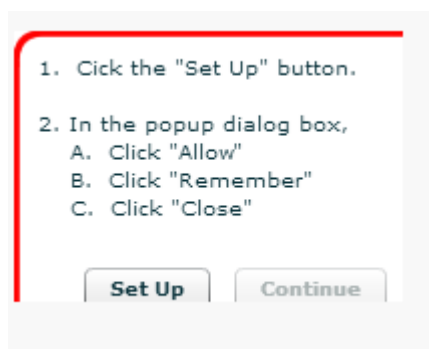 1. Cick the "Set Up" button.
2. In the popup dialog box,
A. Click "Allow"
B. Click "Remember"
C. Click "Close"
Set Up Continue